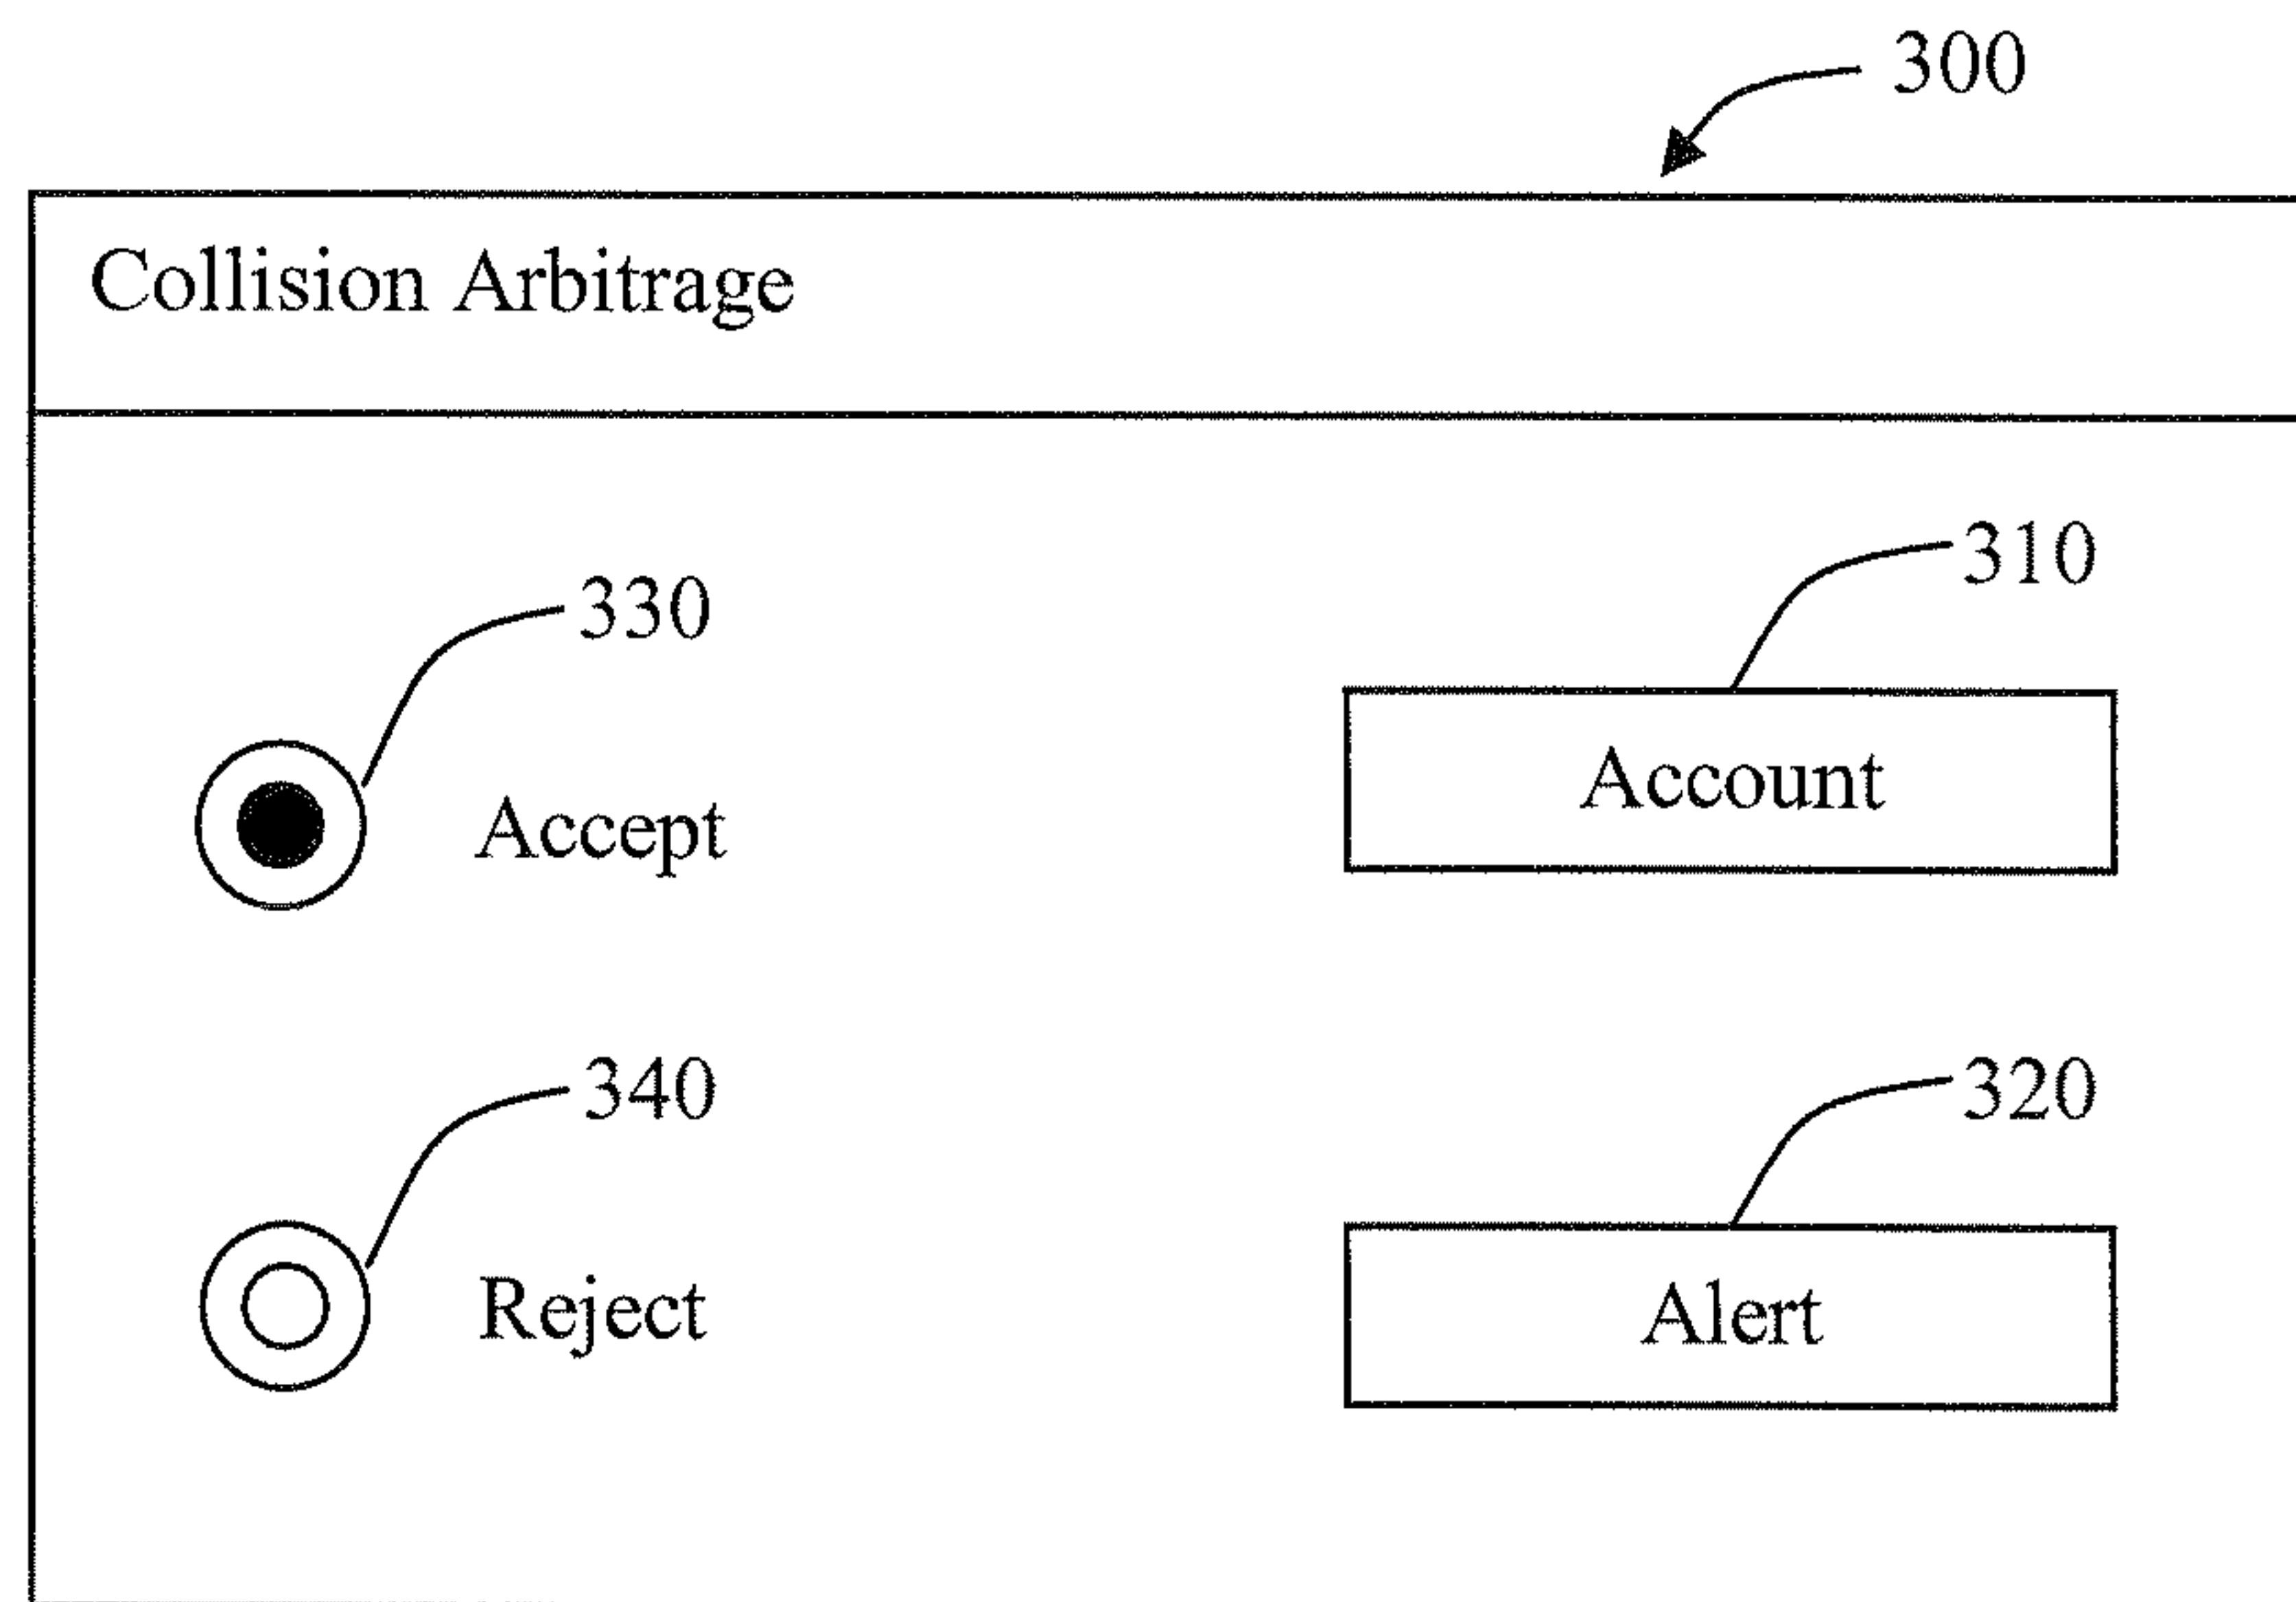 300
Collision Arbitrage
310
330
Account
Accept
340
320
Reject
Alert